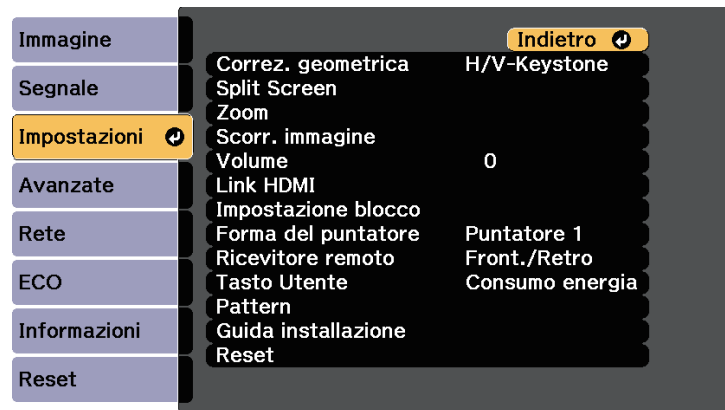 Immagine
Segnale
Impostazioni
Avanzate
Rete
ECO
Informazioni
Reset
Indietro
Correz. geometrica H/V-Keystone
Split Screen
Zoom
Scorr. immagine
Volume 0
Link HDMI
Impostazione blocco
Forma del puntatore Puntatore 1
Ricevitore remoto Front./Retro
Tasto Utente Consumo energia
Pattern
Guida installazione
Reset